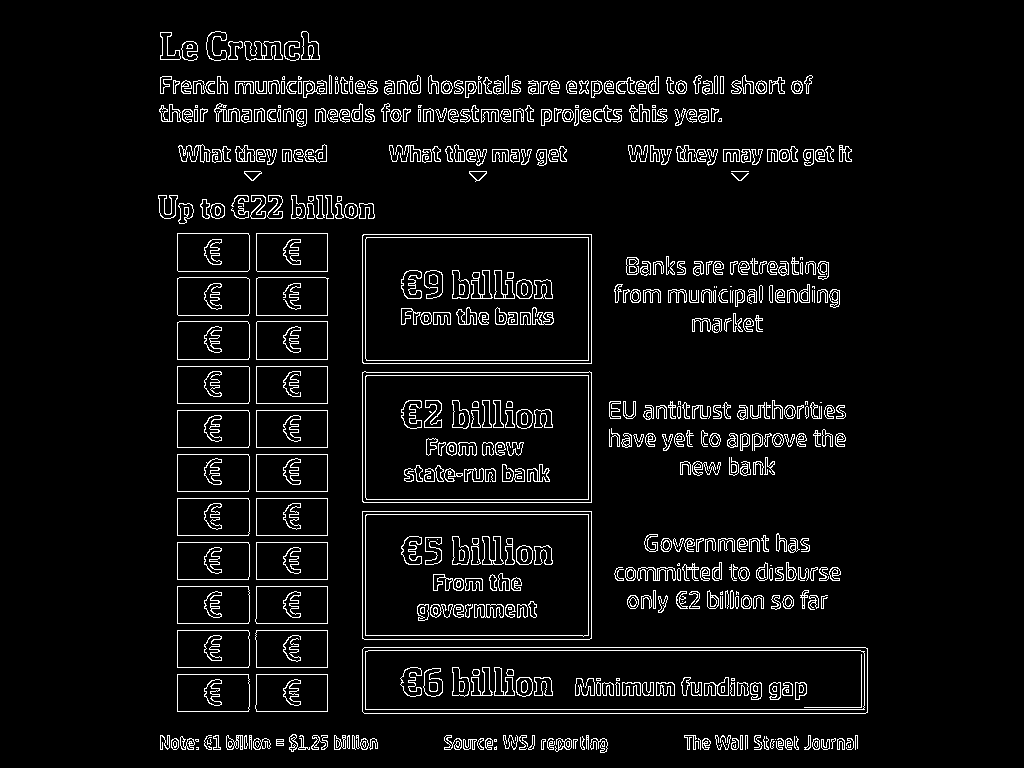 Le Crunch
French municipalities and hospitals are expected to fall short of
their financing needs for investment projects this year.
What they need
What they may get
Why they may not get it
Up to €22 billion
€ €
€ €
€ €
€ €
€ €
€ €
€ €
€ €
€ €
€ €
€ €
€9 billion
From the banks
Banks are retreating
from municipal lending
market
€2 billion
From new
state-run bank
EU antitrust authorities
have yet to approve the
new bank
€5 billion
From the
government
Government has
committed to disburse
only €2 billion so far
€6 billion Minimum funding gap
Note: €1 billion = $1.25 billion
Source: WSJ reporting
The Wall Street Journal